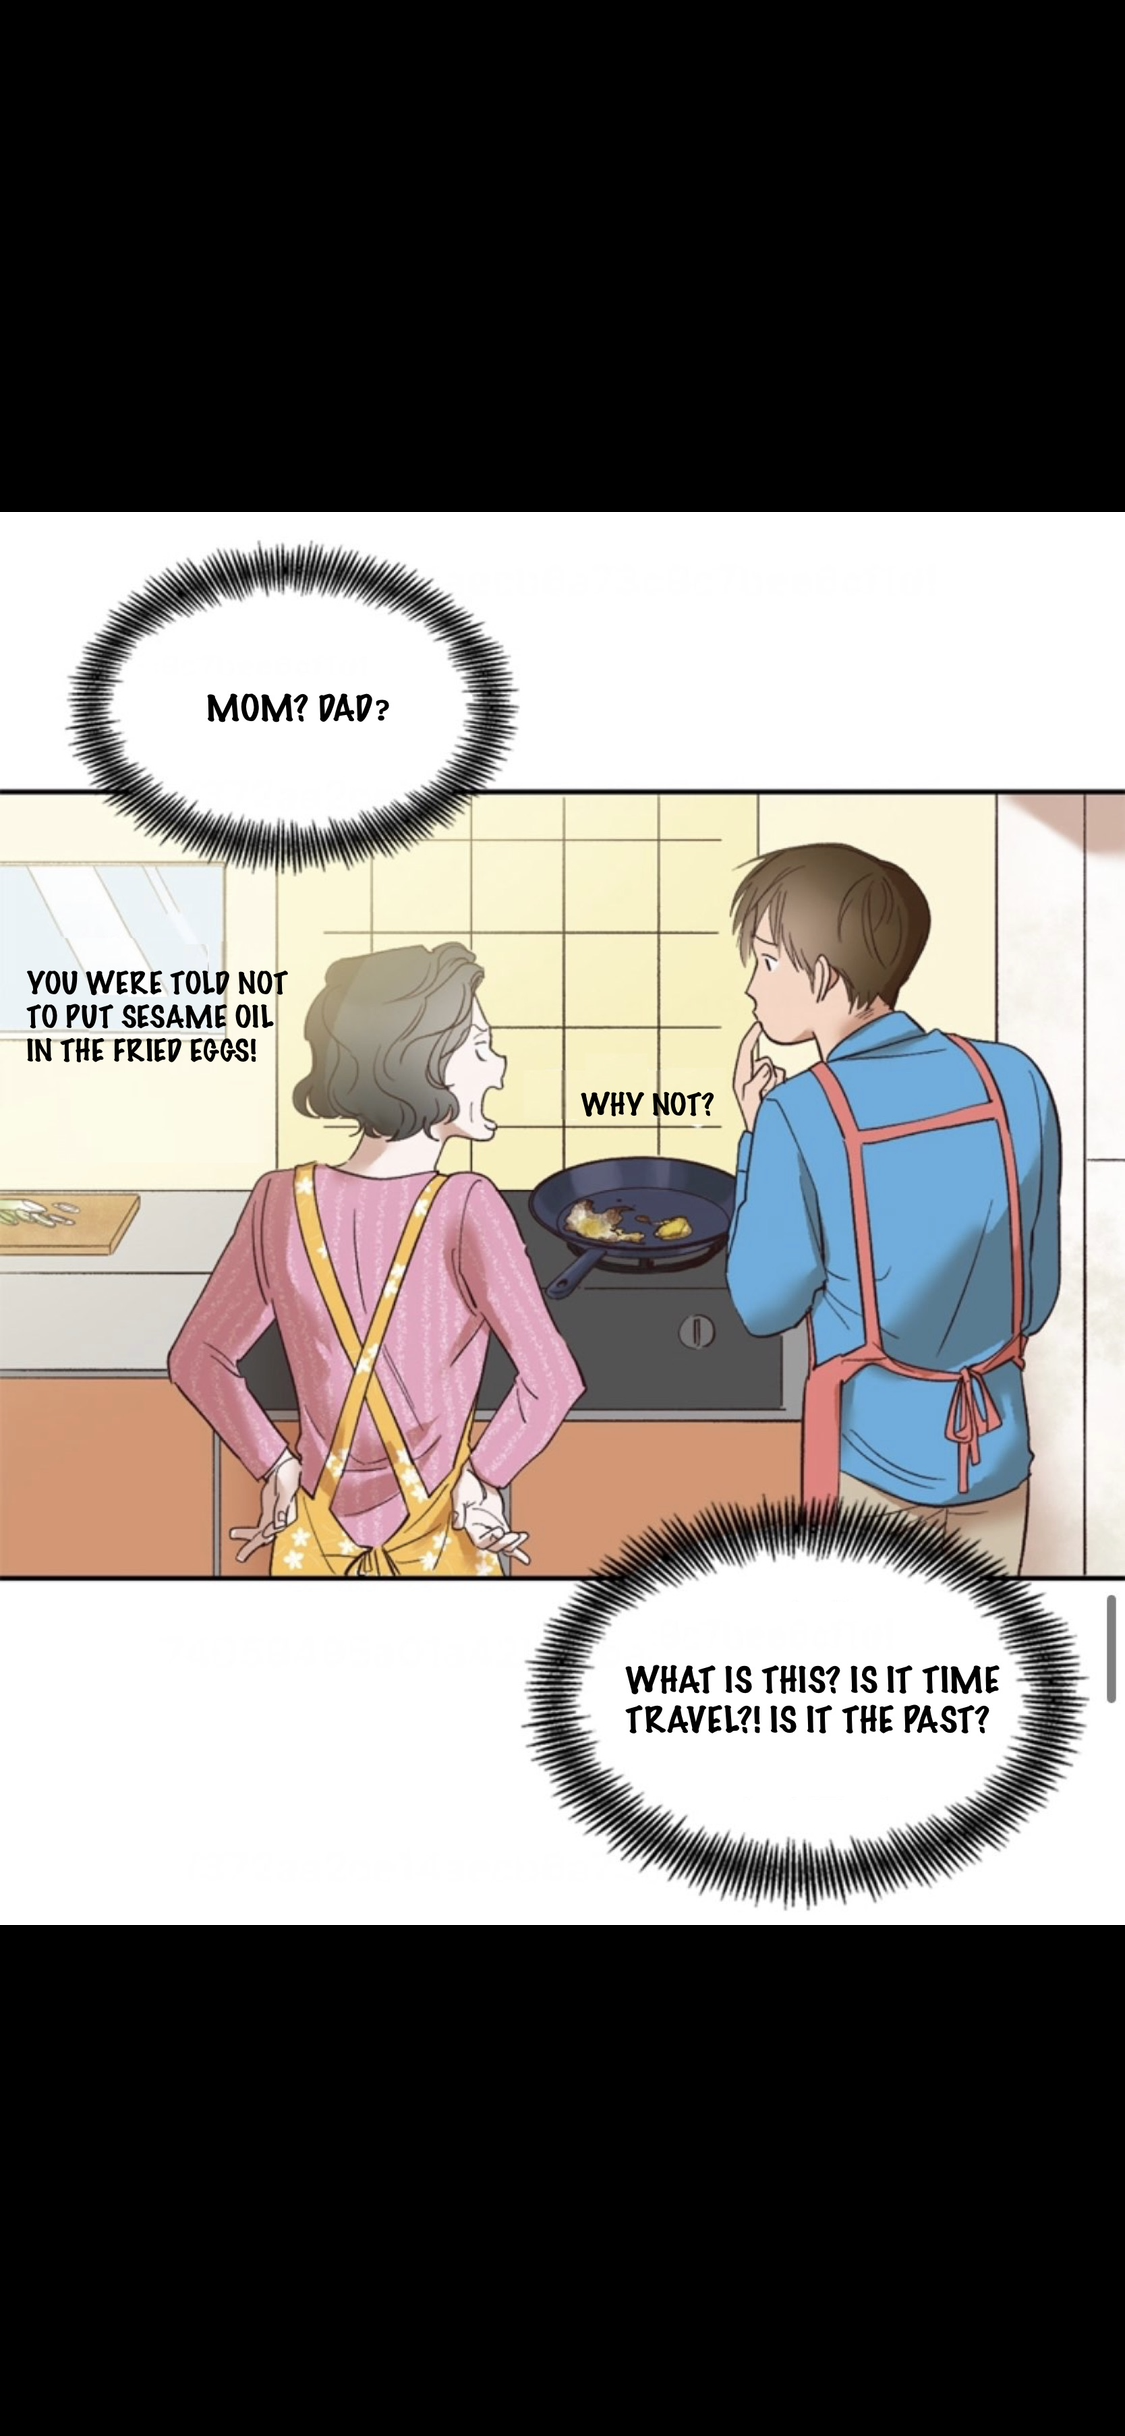 MOM? DAD?
YOU WERE TOLD NOT
TO PUT SESAME OIL
IN THE FRIED EGGS!
WHY NOT?
WHAT IS THIS? IS IT TIME
TRAVEL?! IS IT THE PAST?